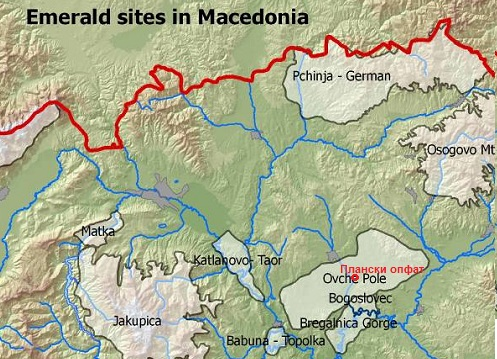 Emerald sites in Macedonia
Pchinja - German
Osogovo Mt
Matka
Katlanovo- Taor
Плански опфат
Ovche Pole
Bogoslovec
Bregalnica Gorge
Jakupica
Babuna - Topolka